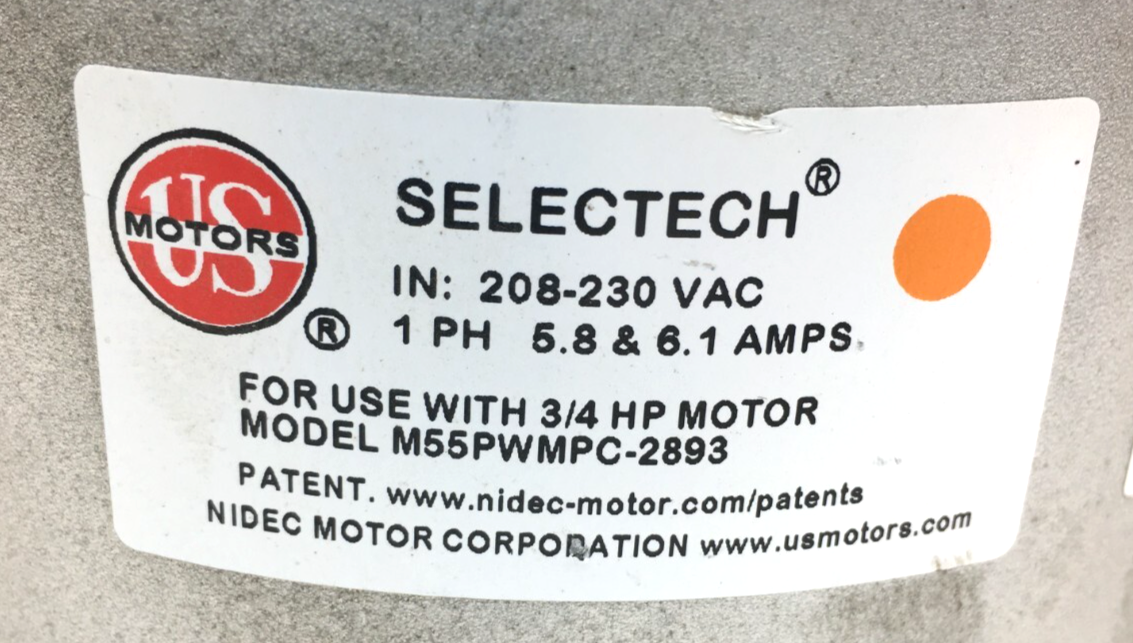 US
MOTORS
®
SELECTECH®
IN: 208-230 VAC
1 PH 5.8 & 6.1 AMPS
FOR USE WITH 3/4 HP MOTOR
MODEL M55PWMPC-2893
PATENT. www.nidec-motor.com/patents
NIDEC MOTOR CORPORATION www.usmotors.com